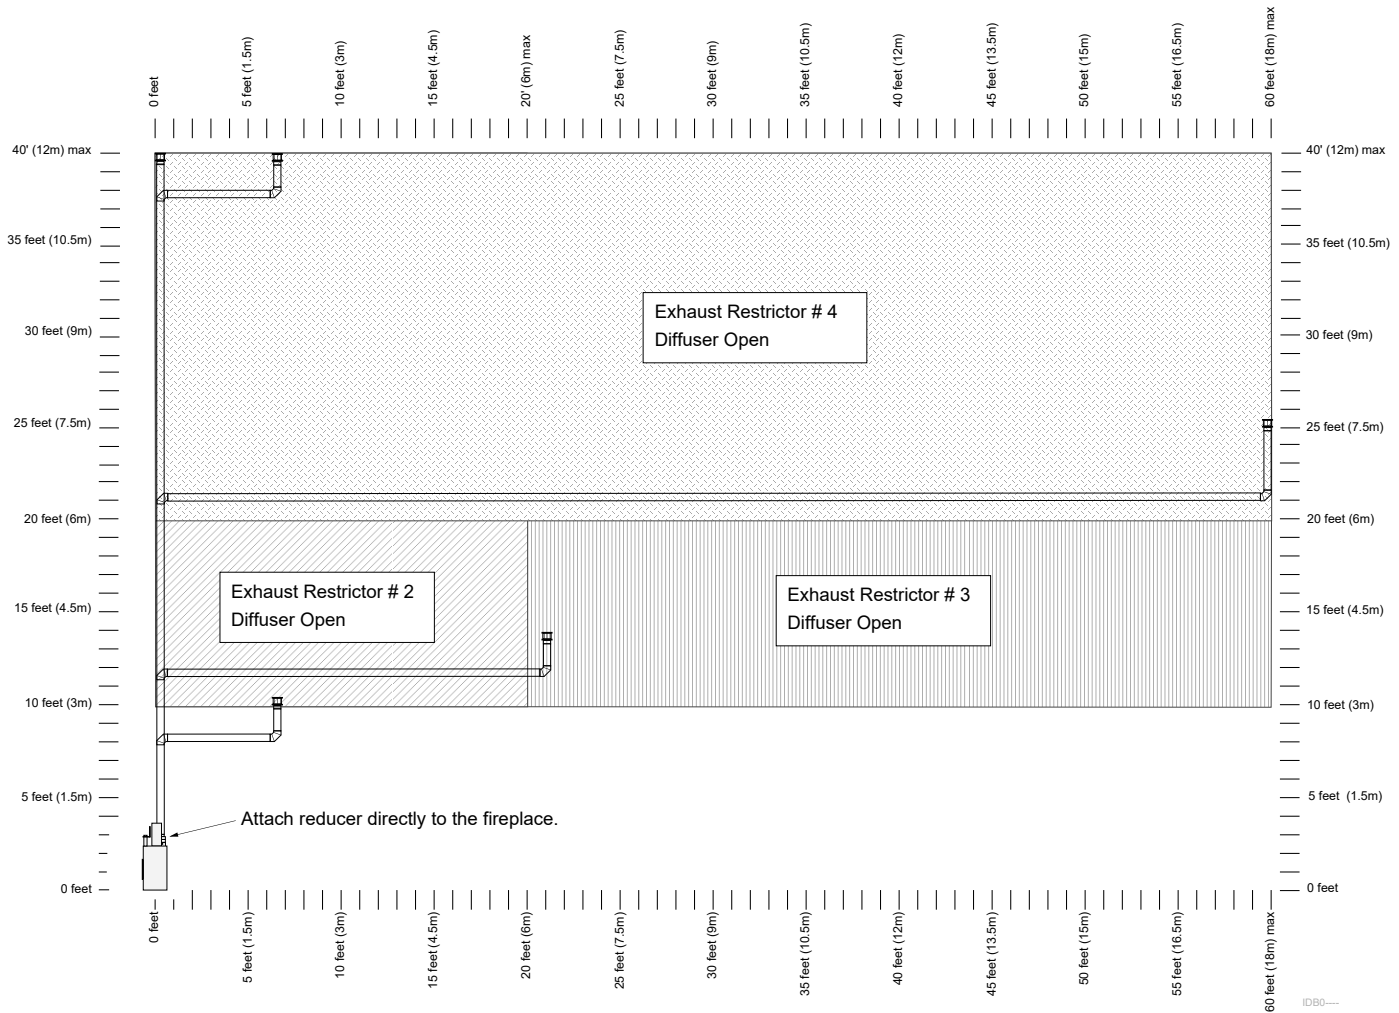 0 feet
5 feet (1.5m)
10 feet (3m)
15 feet (4.5m)
20' (6m) max
25 feet (7.5m)
30 feet (9m)
35 feet (10.5m)
40 feet (12m)
45 feet (13.5m)
50 feet (15m)
55 feet (16.5m)
60 feet (18m) max
40' (12m) max
40' (12m) max
35 feet (10.5m)
35 feet (10.5m)
Exhaust Restrictor # 4
Diffuser Open
30 feet (9m)
30 feet (9m)
25 feet (7.5m)
25 feet (7.5m)
20 feet (6m)
20 feet (6m)
Exhaust Restrictor # 2
Diffuser Open
Exhaust Restrictor # 3
Diffuser Open
15 feet (4.5m)
15 feet (4.5m)
10 feet (3m)
10 feet (3m)
5 feet (1.5m)
5 feet (1.5m)
Attach reducer directly to the fireplace.
0 feet
0 feet
0 feet
5 feet (1.5m)
10 feet (3m)
15 feet (4.5m)
20 feet (6m)
25 feet (7.5m)
30 feet (9m)
35 feet (10.5m)
40 feet (12m)
45 feet (13.5m)
50 feet (15m)
55 feet (16.5m)
60 feet (18m) max
IDB0----